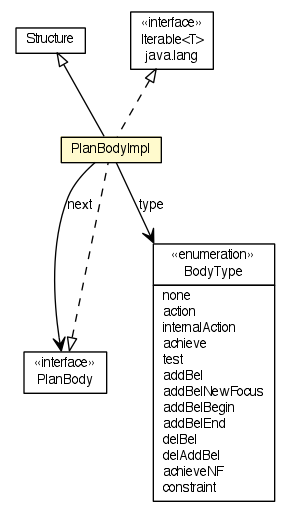 Structure
«interface»
Iterable<T>
java.lang
PlanBodyImpl
next
type
«interface»
PlanBody
«enumeration»
BodyType
none
action
internalAction
achieve
test
addBel
addBelNewFocus
addBelBegin
addBelEnd
delBel
delAddBel
achieveNF
constraint